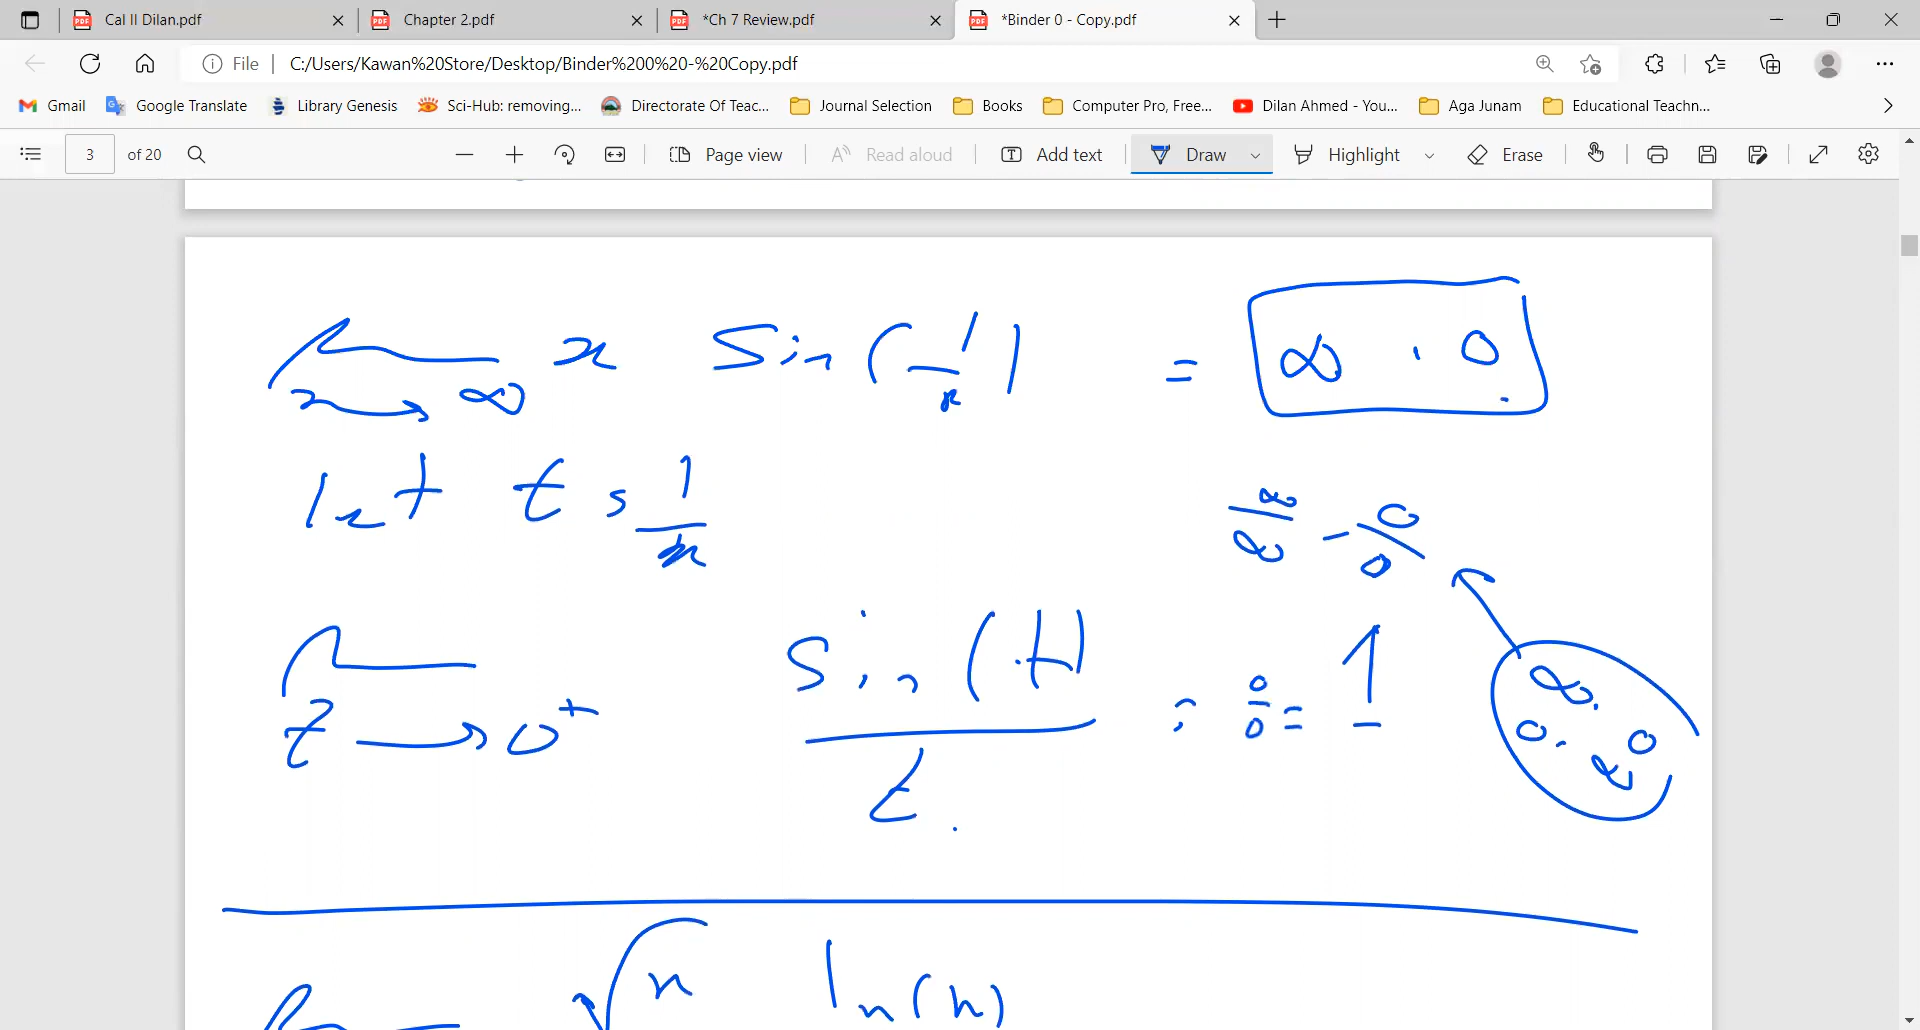 Cal II Dilan.pdf
Chapter 2.pdf
*Ch 7 Review.pdf
*Binder 0 - Copy.pdf
File
C:/Users/Kawan%20Store/Desktop/Binder%200%20-%20Copy.pdf
Gmail
Google Translate
Library Genesis
Sci-Hub: removing...
Directorate Of Teac...
Journal Selection
Books
Computer Pro, Free...
Dilan Ahmed - You...
Aga Junam
Educational Teachn...
3 of 20
Page view
Read aloud
Add text
Draw
Highlight
Erase
x → ∞ x Sin(1/x) = ∞ · 0
let t = 1/x
∞/∞ - 0/0
t → 0⁺ Sin(t)/t = 0/0 = 1
∞ . 0
0 . ∞
√x ln(x)